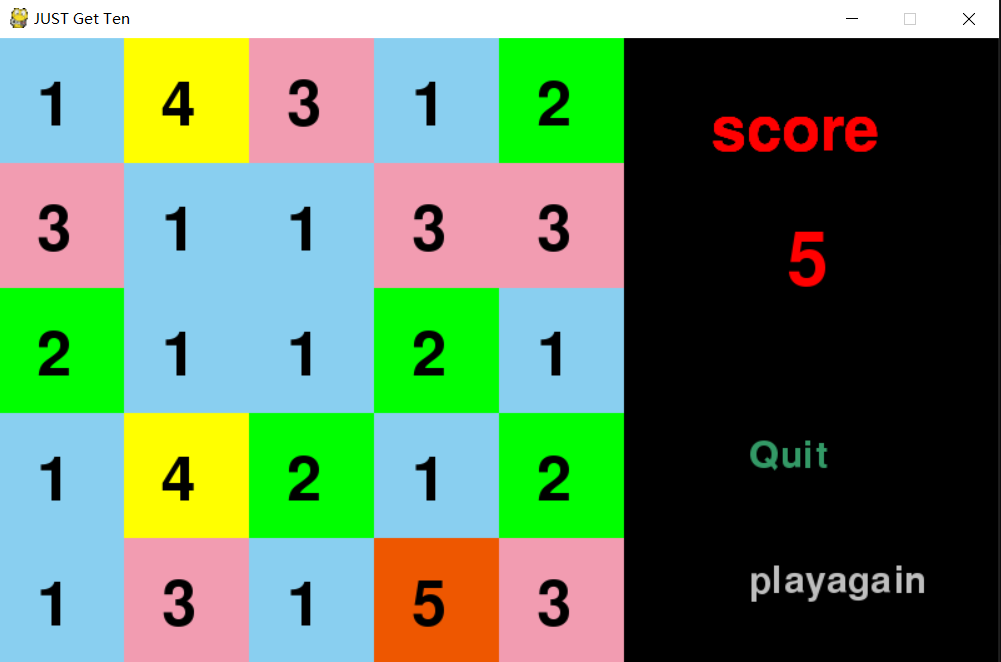 JUST Get Ten
1 4 3 1 2
score
3 1 1 3 3
5
2 1 1 2 1
1 4 2 1 2
Quit
1 3 1 5 3
playagain